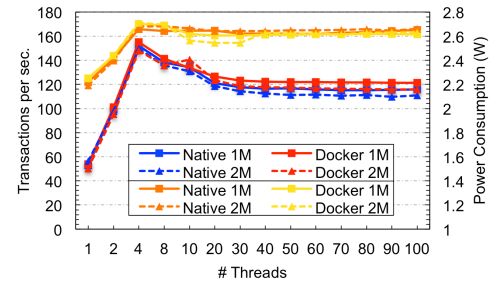 180
160
140
120
100
80
60
40
20
0
Transactions per sec.
2.8
2.6
2.4
2.2
2
1.8
1.6
1.4
1.2
1
Power Consumption (W)
Native 1M Docker 1M
Native 2M Docker 2M
Native 1M Docker 1M
Native 2M Docker 2M
1 2 4 8 10 20 30 40 50 60 70 80 90 100
# Threads